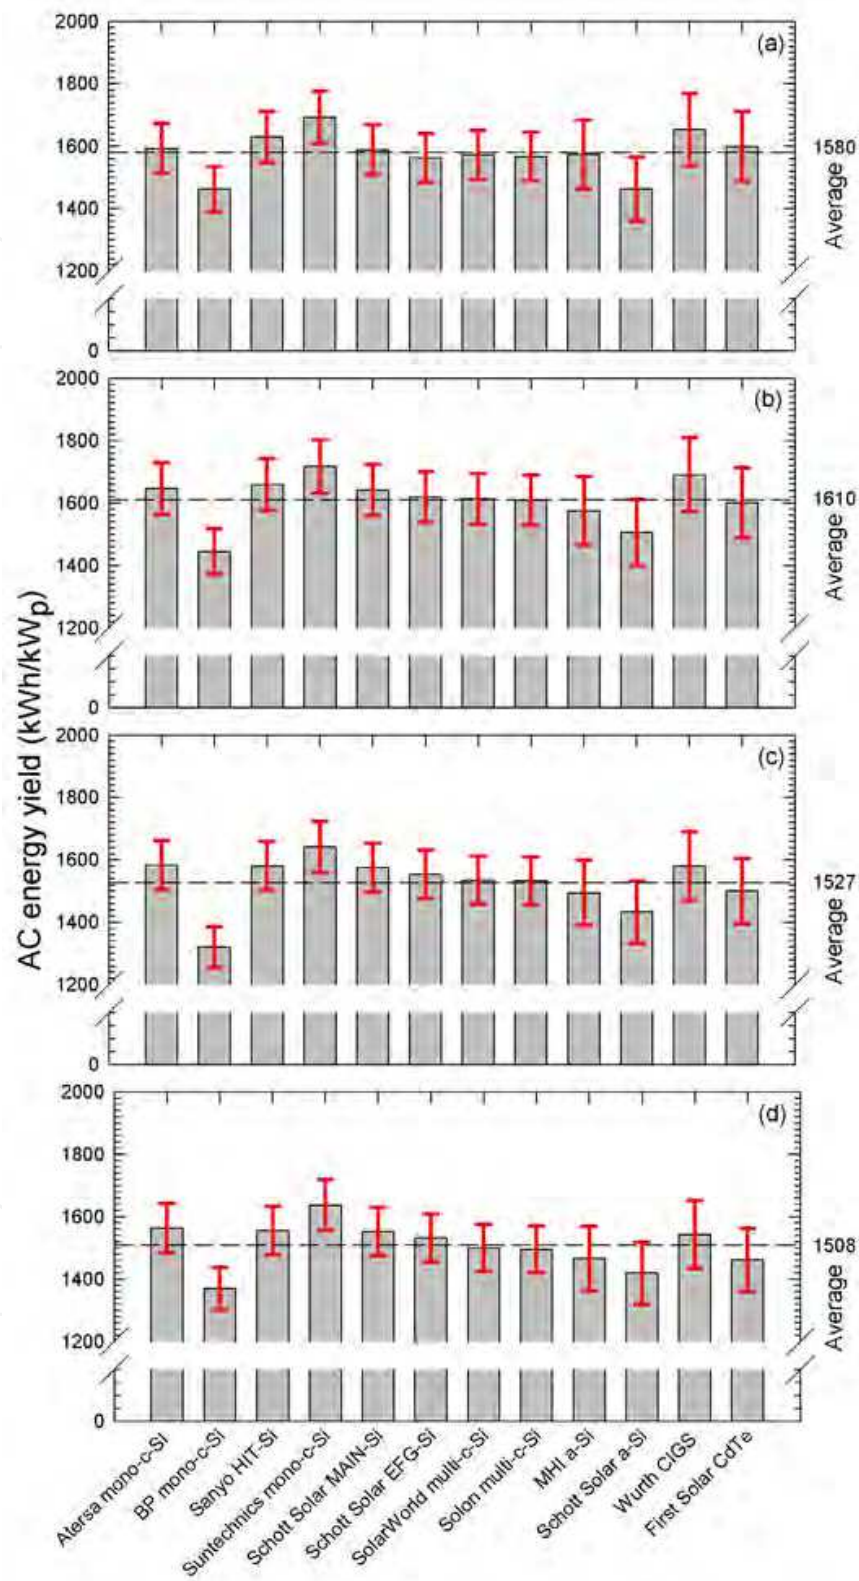 AC energy yield (kWh/kWp)
2000
(a)
1800
1600
1400
1200
0
1580
Average
2000
(b)
1800
1600
1400
1200
0
1610
Average
2000
(c)
1800
1600
1400
1200
0
1527
Average
2000
(d)
1800
1600
1400
1200
0
1508
Average
Atersa mono-c-Si
BP mono-c-Si
Sanyo HIT-Si
Suntechnics mono-c-Si
Schott Solar MAIN-Si
Schott Solar EFG-Si
SolarWorld multi-c-Si
Solon multi-c-Si
MHI a-Si
Schott Solar a-Si
Wurth CIGS
First Solar CdTe